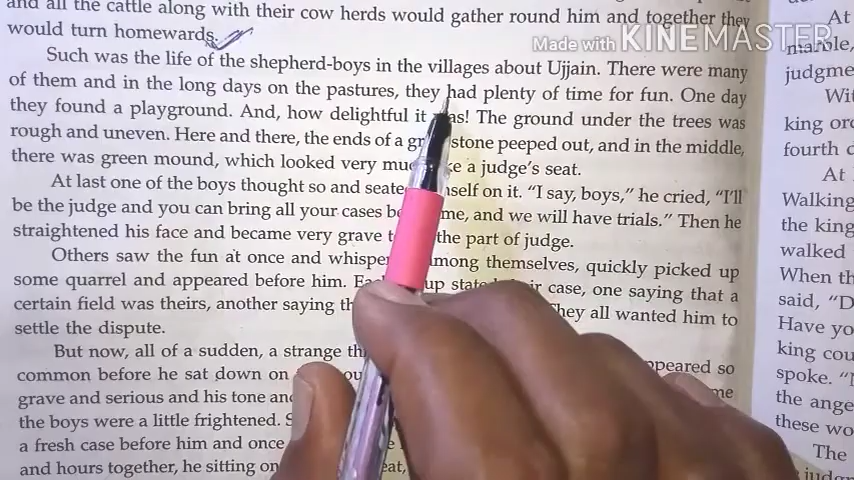 and all the cattle along with their cow herds would gather round him and together they
would turn homewards.
Such was the life of the shepherd-boys in the villages about Ujjain. There were many
of them and in the long days on the pastures, they had plenty of time for fun. One day
they found a playground. And, how delightful it was! The ground under the trees was
rough and uneven. Here and there, the ends of a stone peeped out, and in the middle,
there was green mound, which looked very a judge's seat.
At last one of the boys thought so and on it. "I say, boys," he cried, "I'll
be the judge and you can bring all your cases me, and we will have trials." Then he
straightened his face and became very grave the part of judge.
Others saw the fun at once and among themselves, quickly picked up
some quarrel and appeared before him. up case, one saying that a
certain field was theirs, another saying They all wanted him to
settle the dispute.
But now, all of a sudden, a strange appeared so
common before he sat down on
grave and serious and his tone
the boys were a little frightened.
a fresh case before him and once
and hours together, he sitting on
At
marble,
judgme
Wit
king ord
fourth d
At
Walking
the king
walked
When th
said, "D
Have yo
king cou
spoke. "
the ange
these wo
The
judg
Made with KINEMASTER